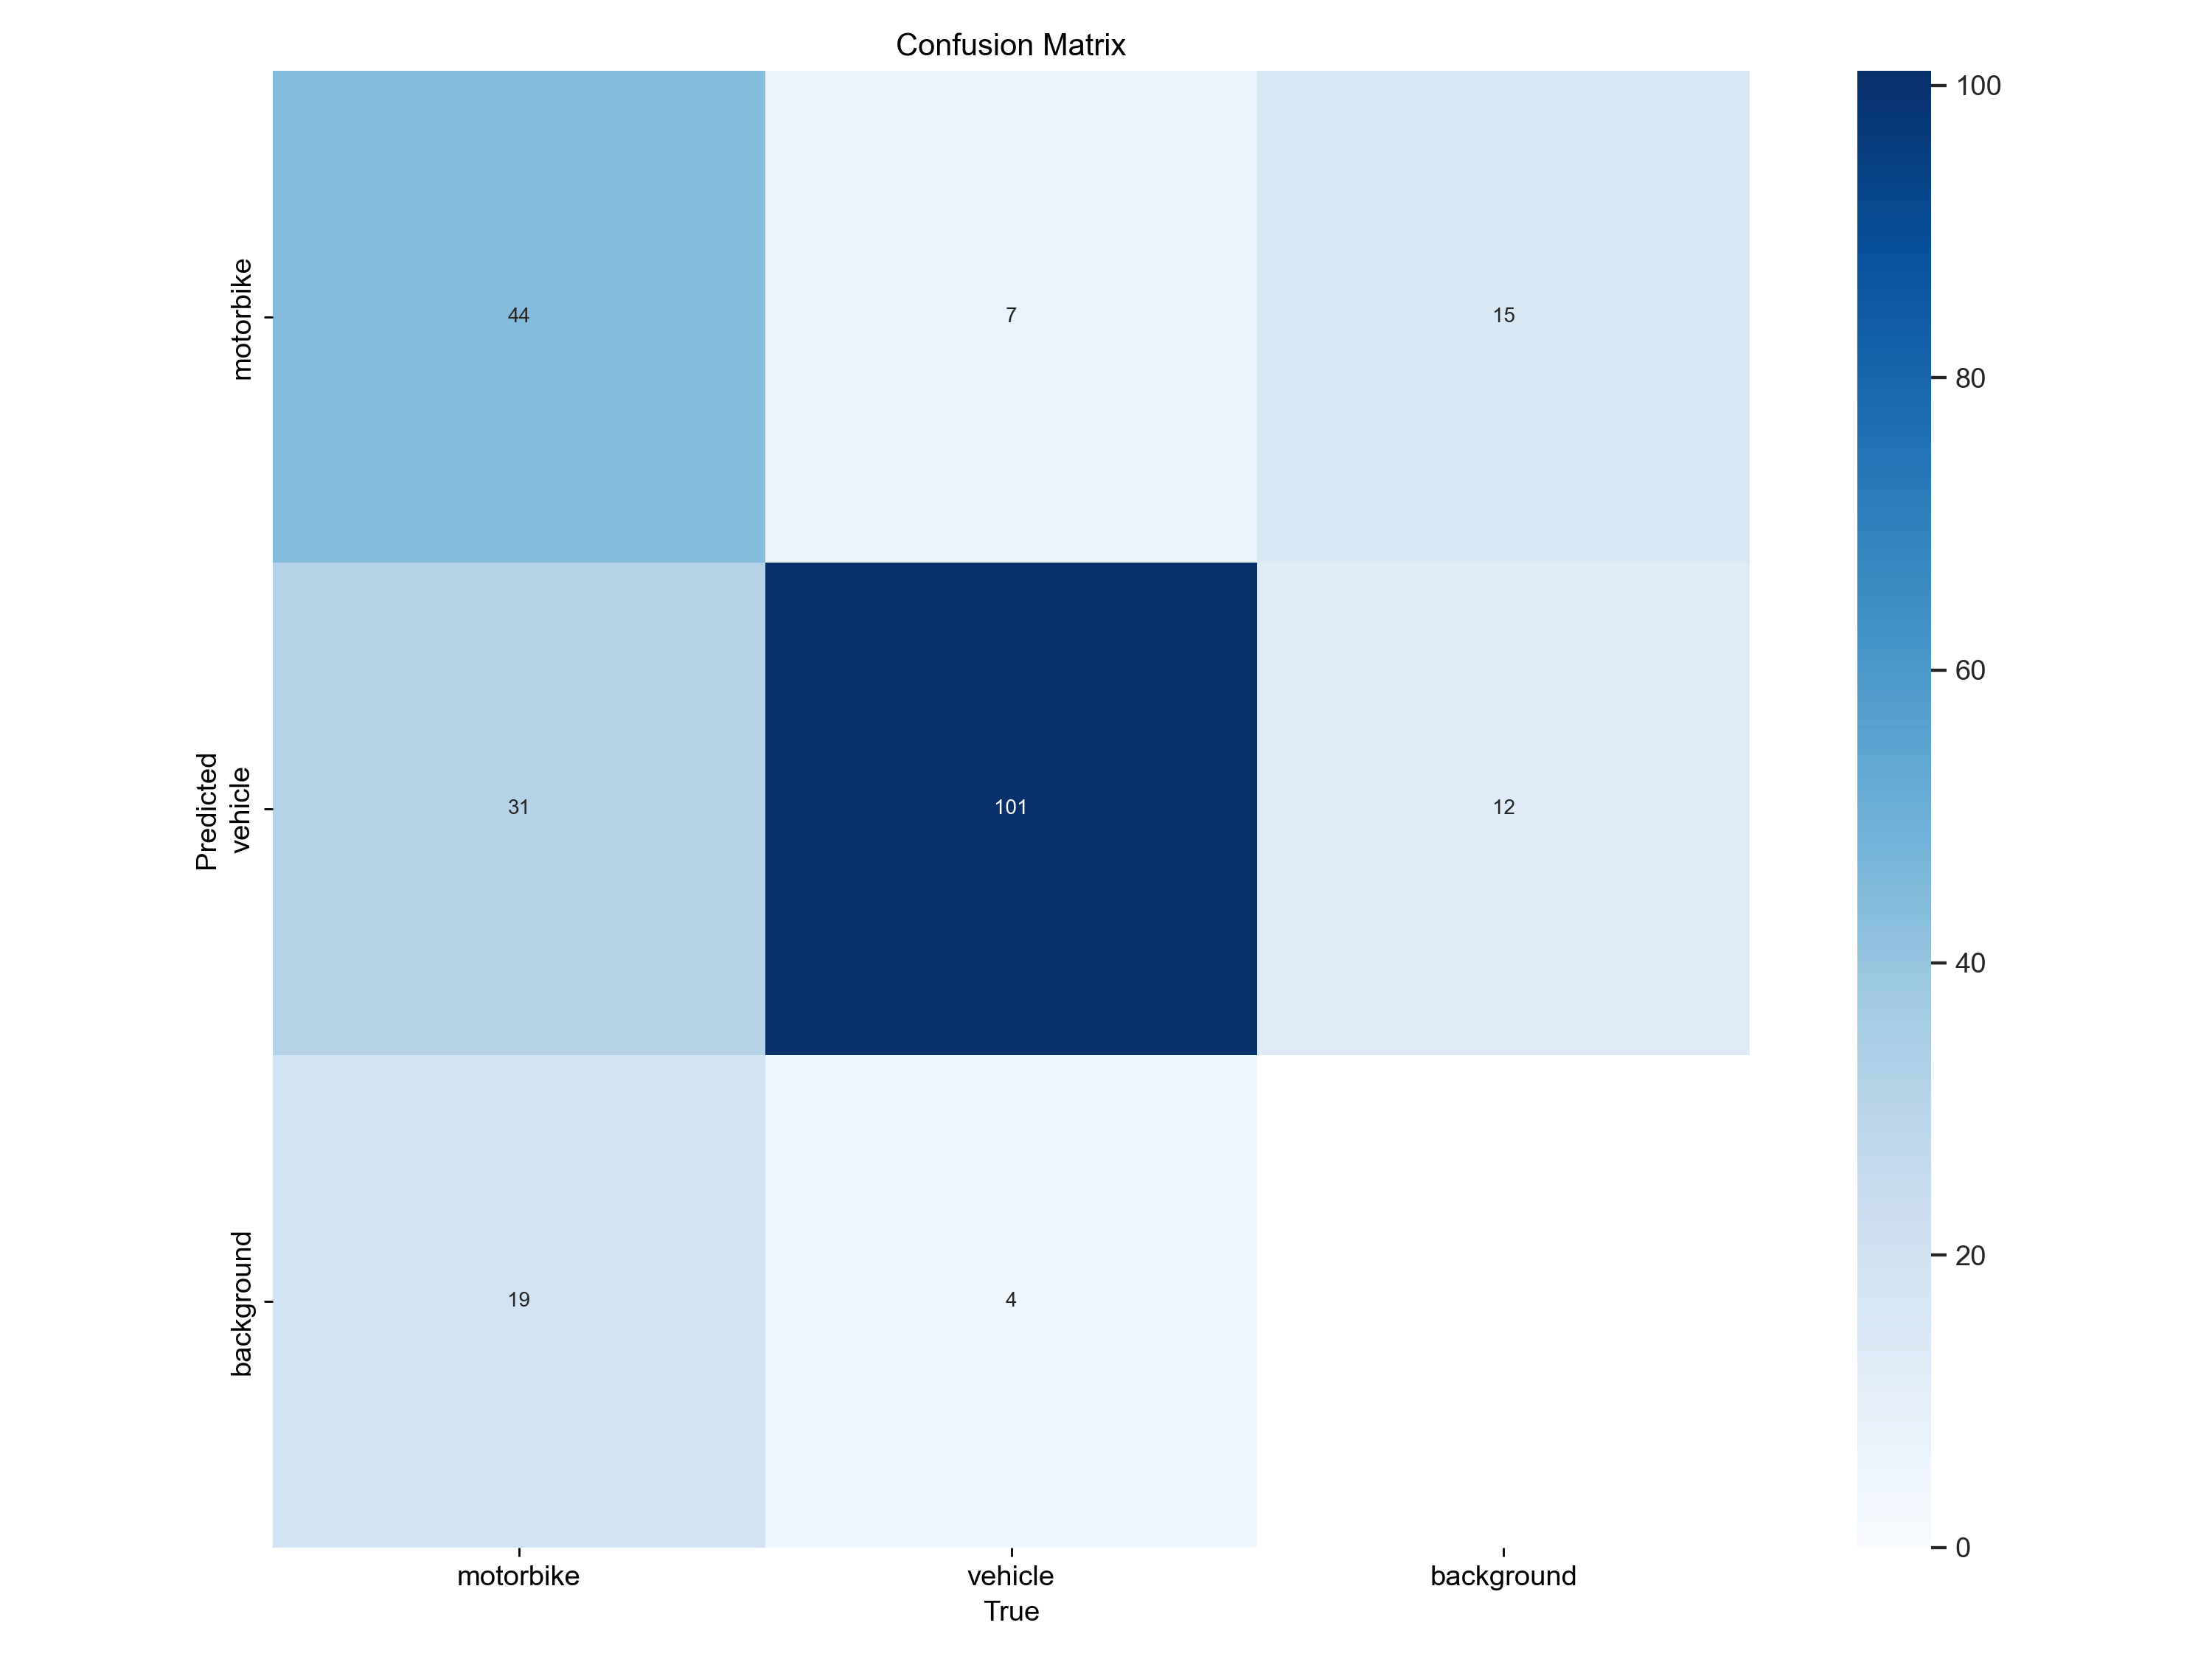 Confusion Matrix
motorbike
44
7
15
Predicted
vehicle
31
101
12
background
19
4
motorbike
vehicle
background
True
100
80
60
40
20
0